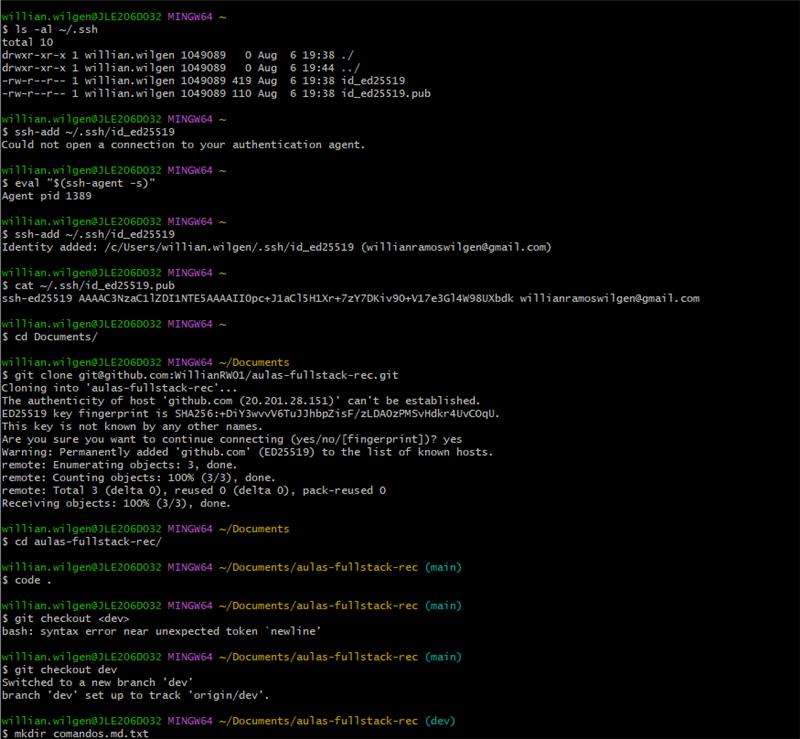 willian.wilgen@JLE206D032 MINGW64 ~
$ ls -al ~/.ssh
total 10
drwxr-xr-x 1 willian.wilgen 1049089   0 Aug  6 19:38 ./
drwxr-xr-x 1 willian.wilgen 1049089   0 Aug  6 19:44 ../
-rw-r--r-- 1 willian.wilgen 1049089 419 Aug  6 19:38 id_ed25519
-rw-r--r-- 1 willian.wilgen 1049089 110 Aug  6 19:38 id_ed25519.pub
willian.wilgen@JLE206D032 MINGW64 ~
$ ssh-add ~/.ssh/id_ed25519
Could not open a connection to your authentication agent.
willian.wilgen@JLE206D032 MINGW64 ~
$ eval "$(ssh-agent -s)"
Agent pid 1389
willian.wilgen@JLE206D032 MINGW64 ~
$ ssh-add ~/.ssh/id_ed25519
Identity added: /c/Users/willian.wilgen/.ssh/id_ed25519 (willianramoswilgen@gmail.com)
willian.wilgen@JLE206D032 MINGW64 ~
$ cat ~/.ssh/id_ed25519.pub
ssh-ed25519 AAAAC3NzaC1lZDI1NTE5AAAAIIOpc+J1aCl5H1Xr+7zY7DKiv9O+V17e3Gl4W98UXbdk willianramoswilgen@gmail.com
willian.wilgen@JLE206D032 MINGW64 ~
$ cd Documents/
willian.wilgen@JLE206D032 MINGW64 ~/Documents
$ git clone git@github.com:WillianRW01/aulas-fullstack-rec.git
Cloning into 'aulas-fullstack-rec'...
The authenticity of host 'github.com (20.201.28.151)' can't be established.
ED25519 key fingerprint is SHA256:+DiY3wvvV6TuJJhbpZisF/zLDA0zPMSvHdkr4UvCOqU.
This key is not known by any other names.
Are you sure you want to continue connecting (yes/no/[fingerprint])? yes
Warning: Permanently added 'github.com' (ED25519) to the list of known hosts.
remote: Enumerating objects: 3, done.
remote: Counting objects: 100% (3/3), done.
remote: Total 3 (delta 0), reused 0 (delta 0), pack-reused 0
Receiving objects: 100% (3/3), done.
willian.wilgen@JLE206D032 MINGW64 ~/Documents
$ cd aulas-fullstack-rec/
willian.wilgen@JLE206D032 MINGW64 ~/Documents/aulas-fullstack-rec (main)
$ code .
willian.wilgen@JLE206D032 MINGW64 ~/Documents/aulas-fullstack-rec (main)
$ git checkout <dev>
bash: syntax error near unexpected token `newline'
willian.wilgen@JLE206D032 MINGW64 ~/Documents/aulas-fullstack-rec (main)
$ git checkout dev
Switched to a new branch 'dev'
branch 'dev' set up to track 'origin/dev'.
willian.wilgen@JLE206D032 MINGW64 ~/Documents/aulas-fullstack-rec (dev)
$ mkdir comandos.md.txt